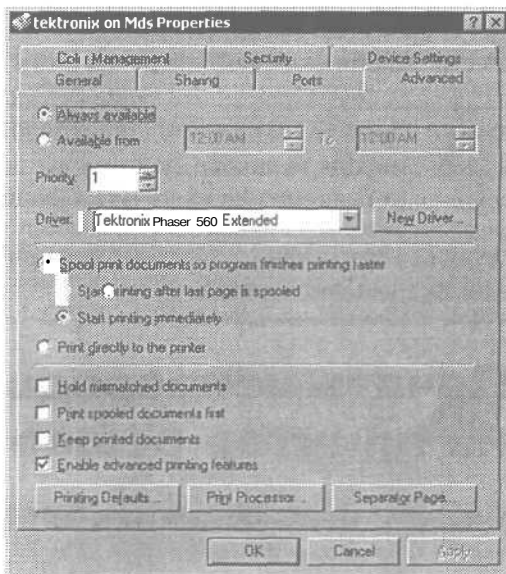 tektronix on Mds Properties
Color Management Security Device Settings
General Sharing Ports Advanced
Always available
Available from 12:00 AM To 12:00 AM
Priority: 1
Driver: Tektronix Phaser 560 Extended New Driver...
Spool print documents so program finishes printing faster
Start printing after last page is spooled
Start printing immediately
Print directly to the printer
Hold mismatched documents
Print spooled documents first
Keep printed documents
Enable advanced printing features
Printing Defaults... Print Processor... Separator Page...
OK Cancel Apply